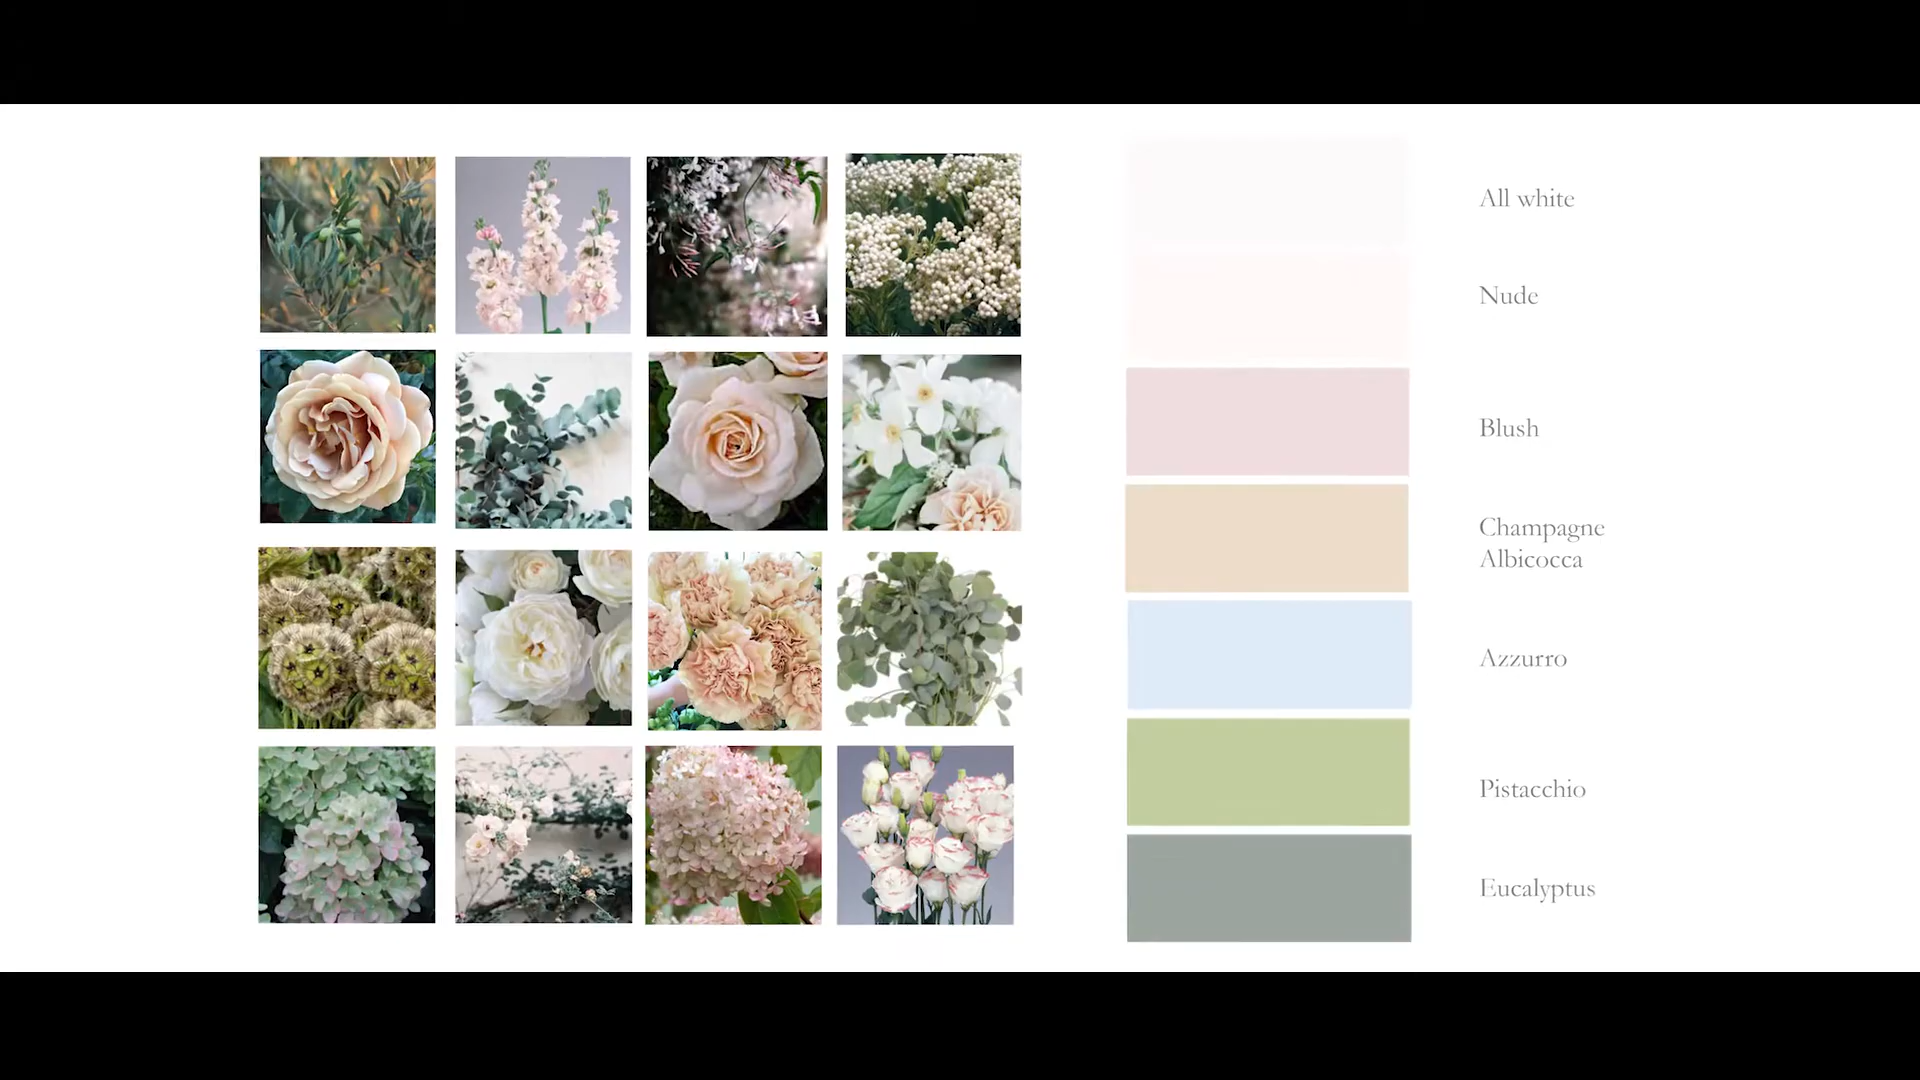 All white
Nude
Blush
Champagne
Albicocca
Azzurro
Pistacchio
Eucalyptus